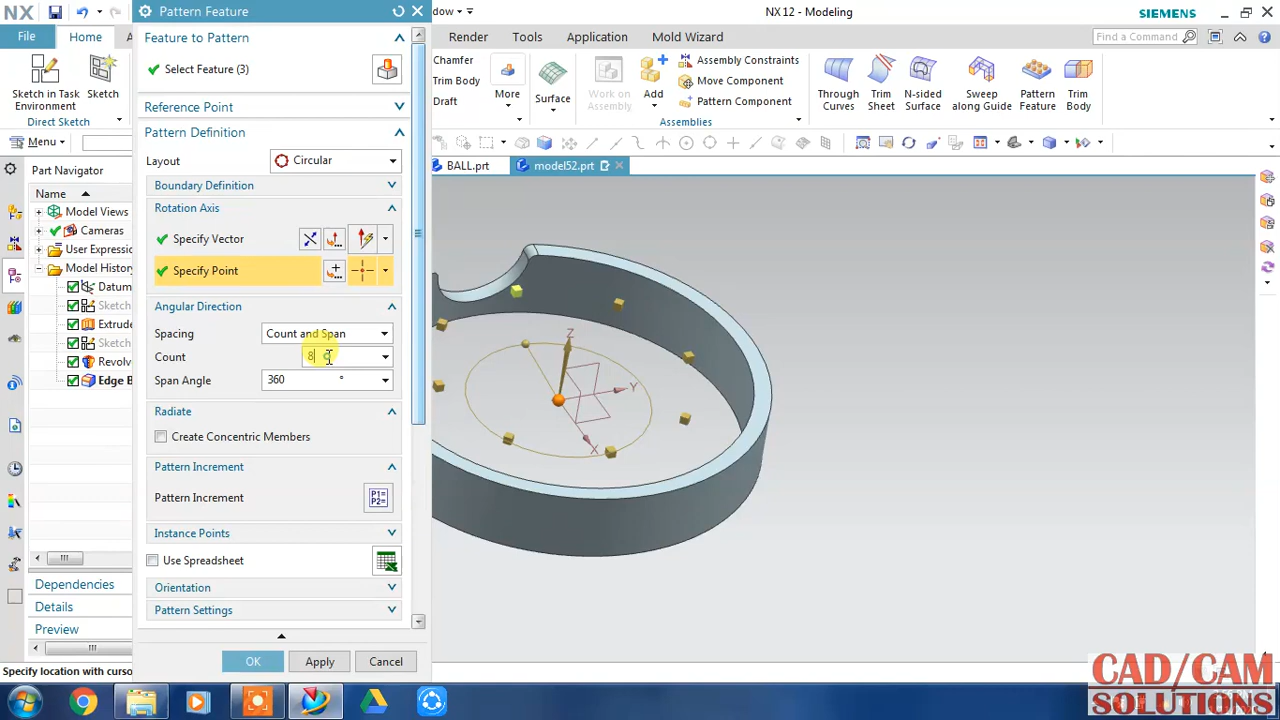 NX
Pattern Feature
dow
NX12 - Modeling
SIEMENS
File
Home
A
Render
Tools
Application
Mold Wizard
Find a Command
Sketch in Task Environment
Sketch
Direct Sketch
Chamfer
Trim Body
Draft
More
Surface
Work on Assembly
Add
Assembly Constraints
Move Component
Pattern Component
Assemblies
Through Curves
Trim Sheet
N-sided Surface
Sweep along Guide
Pattern Feature
Trim Body
Menu
BALL.prt
model52.prt
Part Navigator
Name
Model Views
Cameras
User Expression
Model History
Datum
Sketch
Extrude
Sketch
Revolv
Edge B
Dependencies
Details
Preview
Feature to Pattern
Select Feature (3)
Reference Point
Pattern Definition
Layout
Circular
Boundary Definition
Rotation Axis
Specify Vector
Specify Point
Angular Direction
Spacing
Count and Span
Count
8
Span Angle
360
°
Radiate
Create Concentric Members
Pattern Increment
Pattern Increment
P1=
P2=
Instance Points
Use Spreadsheet
Orientation
Pattern Settings
OK
Apply
Cancel
Z
Y
X
Specify location with curso
CAD/CAM
SOLUTIONS